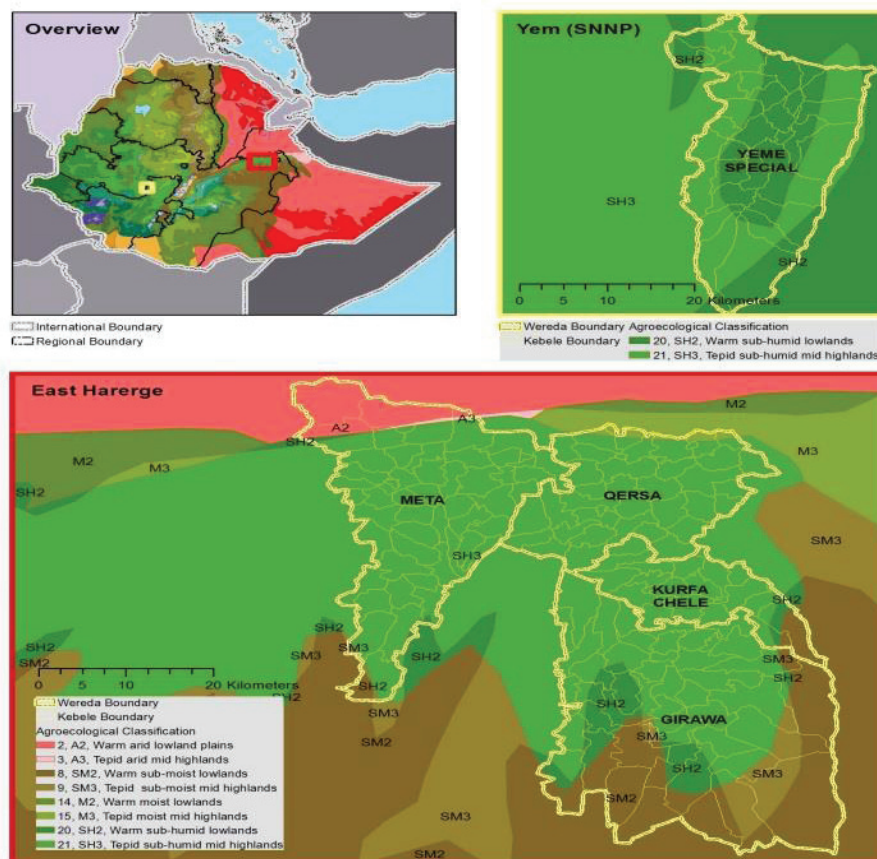 Overview
International Boundary
Regional Boundary
Yem (SNNP)
SH2
YEME
SPECIAL
SH3
SH2
0 5 10 20 Kilometers
Wereda Boundary Agroecological Classification
Kebele Boundary
20, SH2, Warm sub-humid lowlands
21, SH3, Tepid sub-humid mid highlands
East Harerge
M2
A2
A3
SH2
M2
M3
M3
SH2
META
QERSA
SM3
SH3
KURFA
CHELE
SH2
SH2
SH2
SM3
SM2
SM3
SH2
SM3
SH2
0 5 10 20 Kilometers
SH2
SH2
SH2
SM3
GIRAWA
SM3
SM2
SH2
SM3
SM2
SM3
SM2
Wereda Boundary
Kebele Boundary
Agroecological Classification
2, A2, Warm arid lowland plains
3, A3, Tepid arid mid highlands
8, SM2, Warm sub-moist lowlands
9, SM3, Tepid sub-moist mid highlands
14, M2, Warm moist lowlands
15, M3, Tepid moist mid highlands
20, SH2, Warm sub-humid lowlands
21, SH3, Tepid sub-humid mid highlands